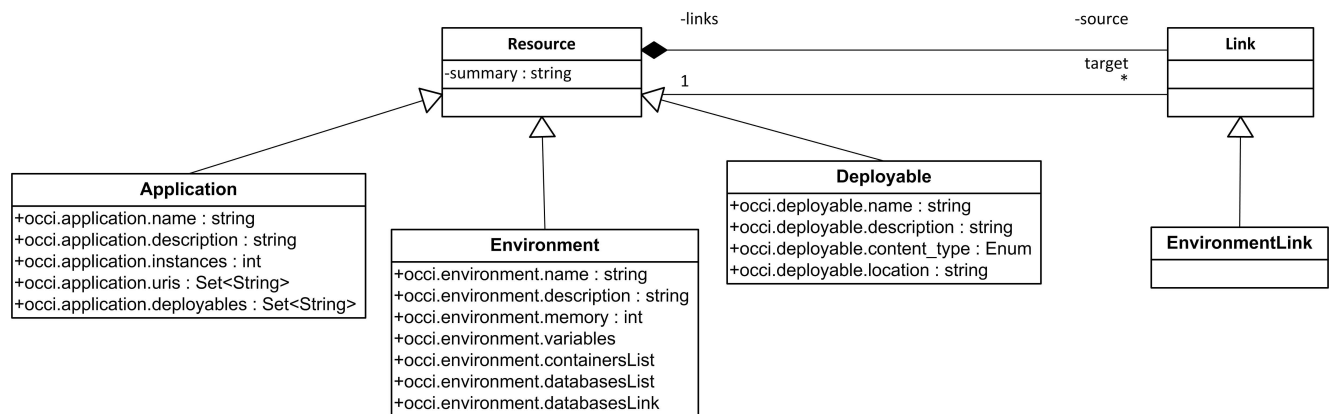 -links
-source
Resource
Link
-summary : string
target
*
1
Application
+occi.application.name : string
+occi.application.description : string
+occi.application.instances : int
+occi.application.uris : Set<String>
+occi.application.deployables : Set<String>
Environment
+occi.environment.name : string
+occi.environment.description : string
+occi.environment.memory : int
+occi.environment.variables
+occi.environment.containersList
+occi.environment.databasesList
+occi.environment.databasesLink
Deployable
+occi.deployable.name : string
+occi.deployable.description : string
+occi.deployable.content_type : Enum
+occi.deployable.location : string
EnvironmentLink